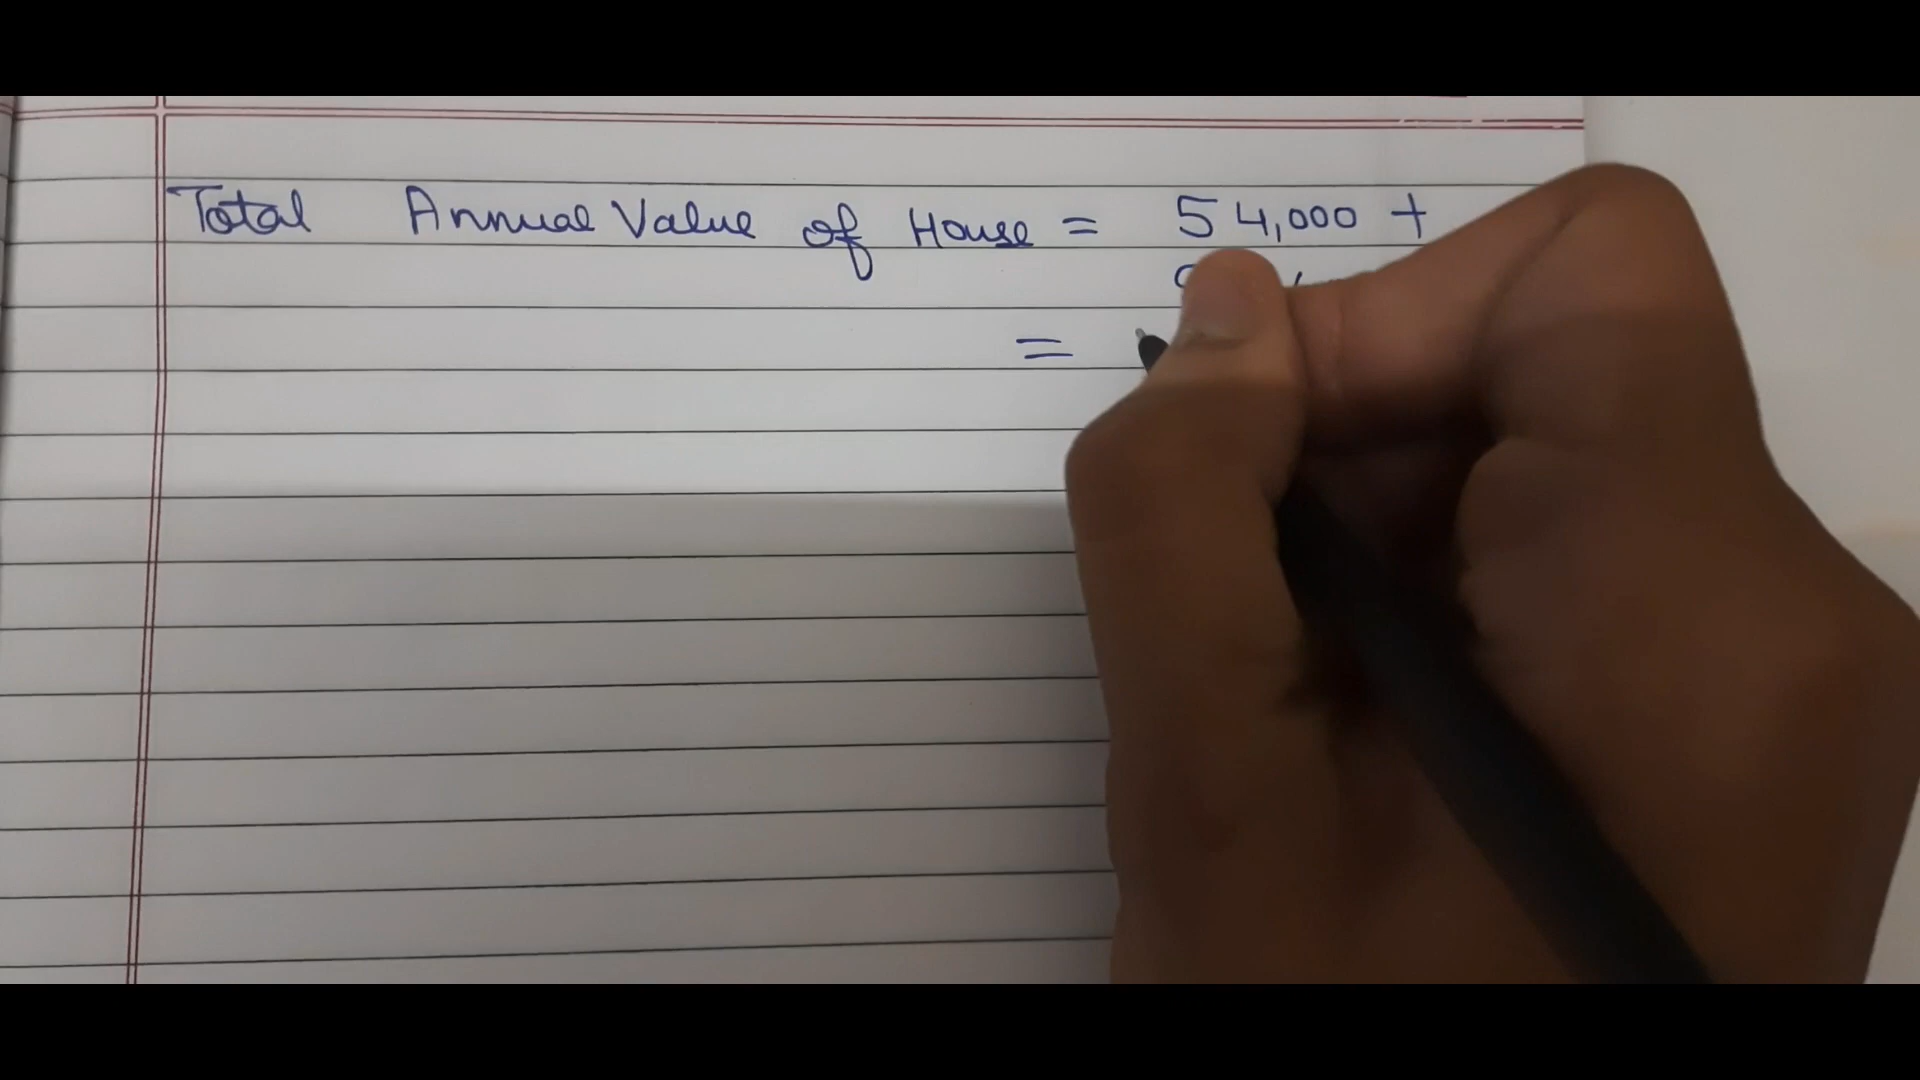 Total Annual Value of House = 54,000 +
=